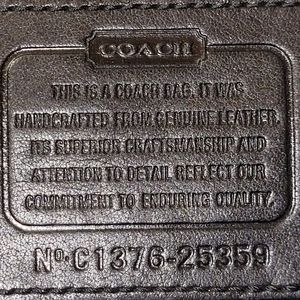 COACH
THIS IS A COACH BAG. IT WAS
HANDCRAFTED FROM GENUINE LEATHER.
ITS SUPERIOR CRAFTSMANSHIP AND
ATTENTION TO DETAIL REFLECT OUR
COMMITMENT TO ENDURING QUALITY.
Nº C1376-25359